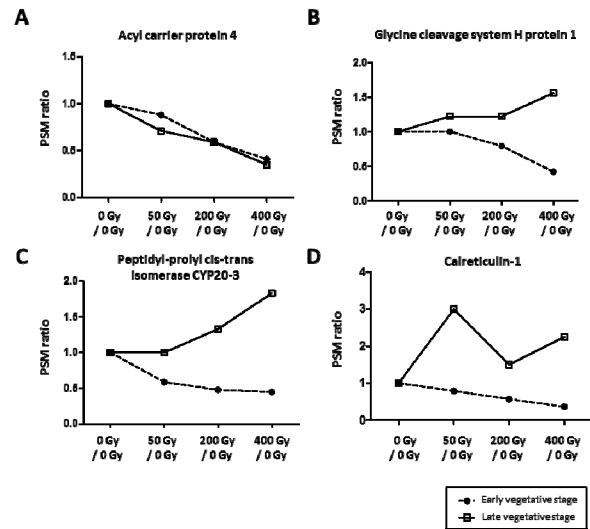 A
Acyl carrier protein 4
PSM ratio
1.5
1.0
0.5
0.0
0 Gy / 0 Gy
50 Gy / 0 Gy
200 Gy / 0 Gy
400 Gy / 0 Gy
B
Glycine cleavage system H protein 1
PSM ratio
2.0
1.5
1.0
0.5
0.0
0 Gy / 0 Gy
50 Gy / 0 Gy
200 Gy / 0 Gy
400 Gy / 0 Gy
C
Peptidyl-prolyl cis-trans
isomerase CYP20-3
PSM ratio
2.0
1.5
1.0
0.5
0.0
0 Gy / 0 Gy
50 Gy / 0 Gy
200 Gy / 0 Gy
400 Gy / 0 Gy
D
Calreticulin-1
PSM ratio
4
3
2
1
0
0 Gy / 0 Gy
50 Gy / 0 Gy
200 Gy / 0 Gy
400 Gy / 0 Gy
Early vegetative stage
Late vegetative stage